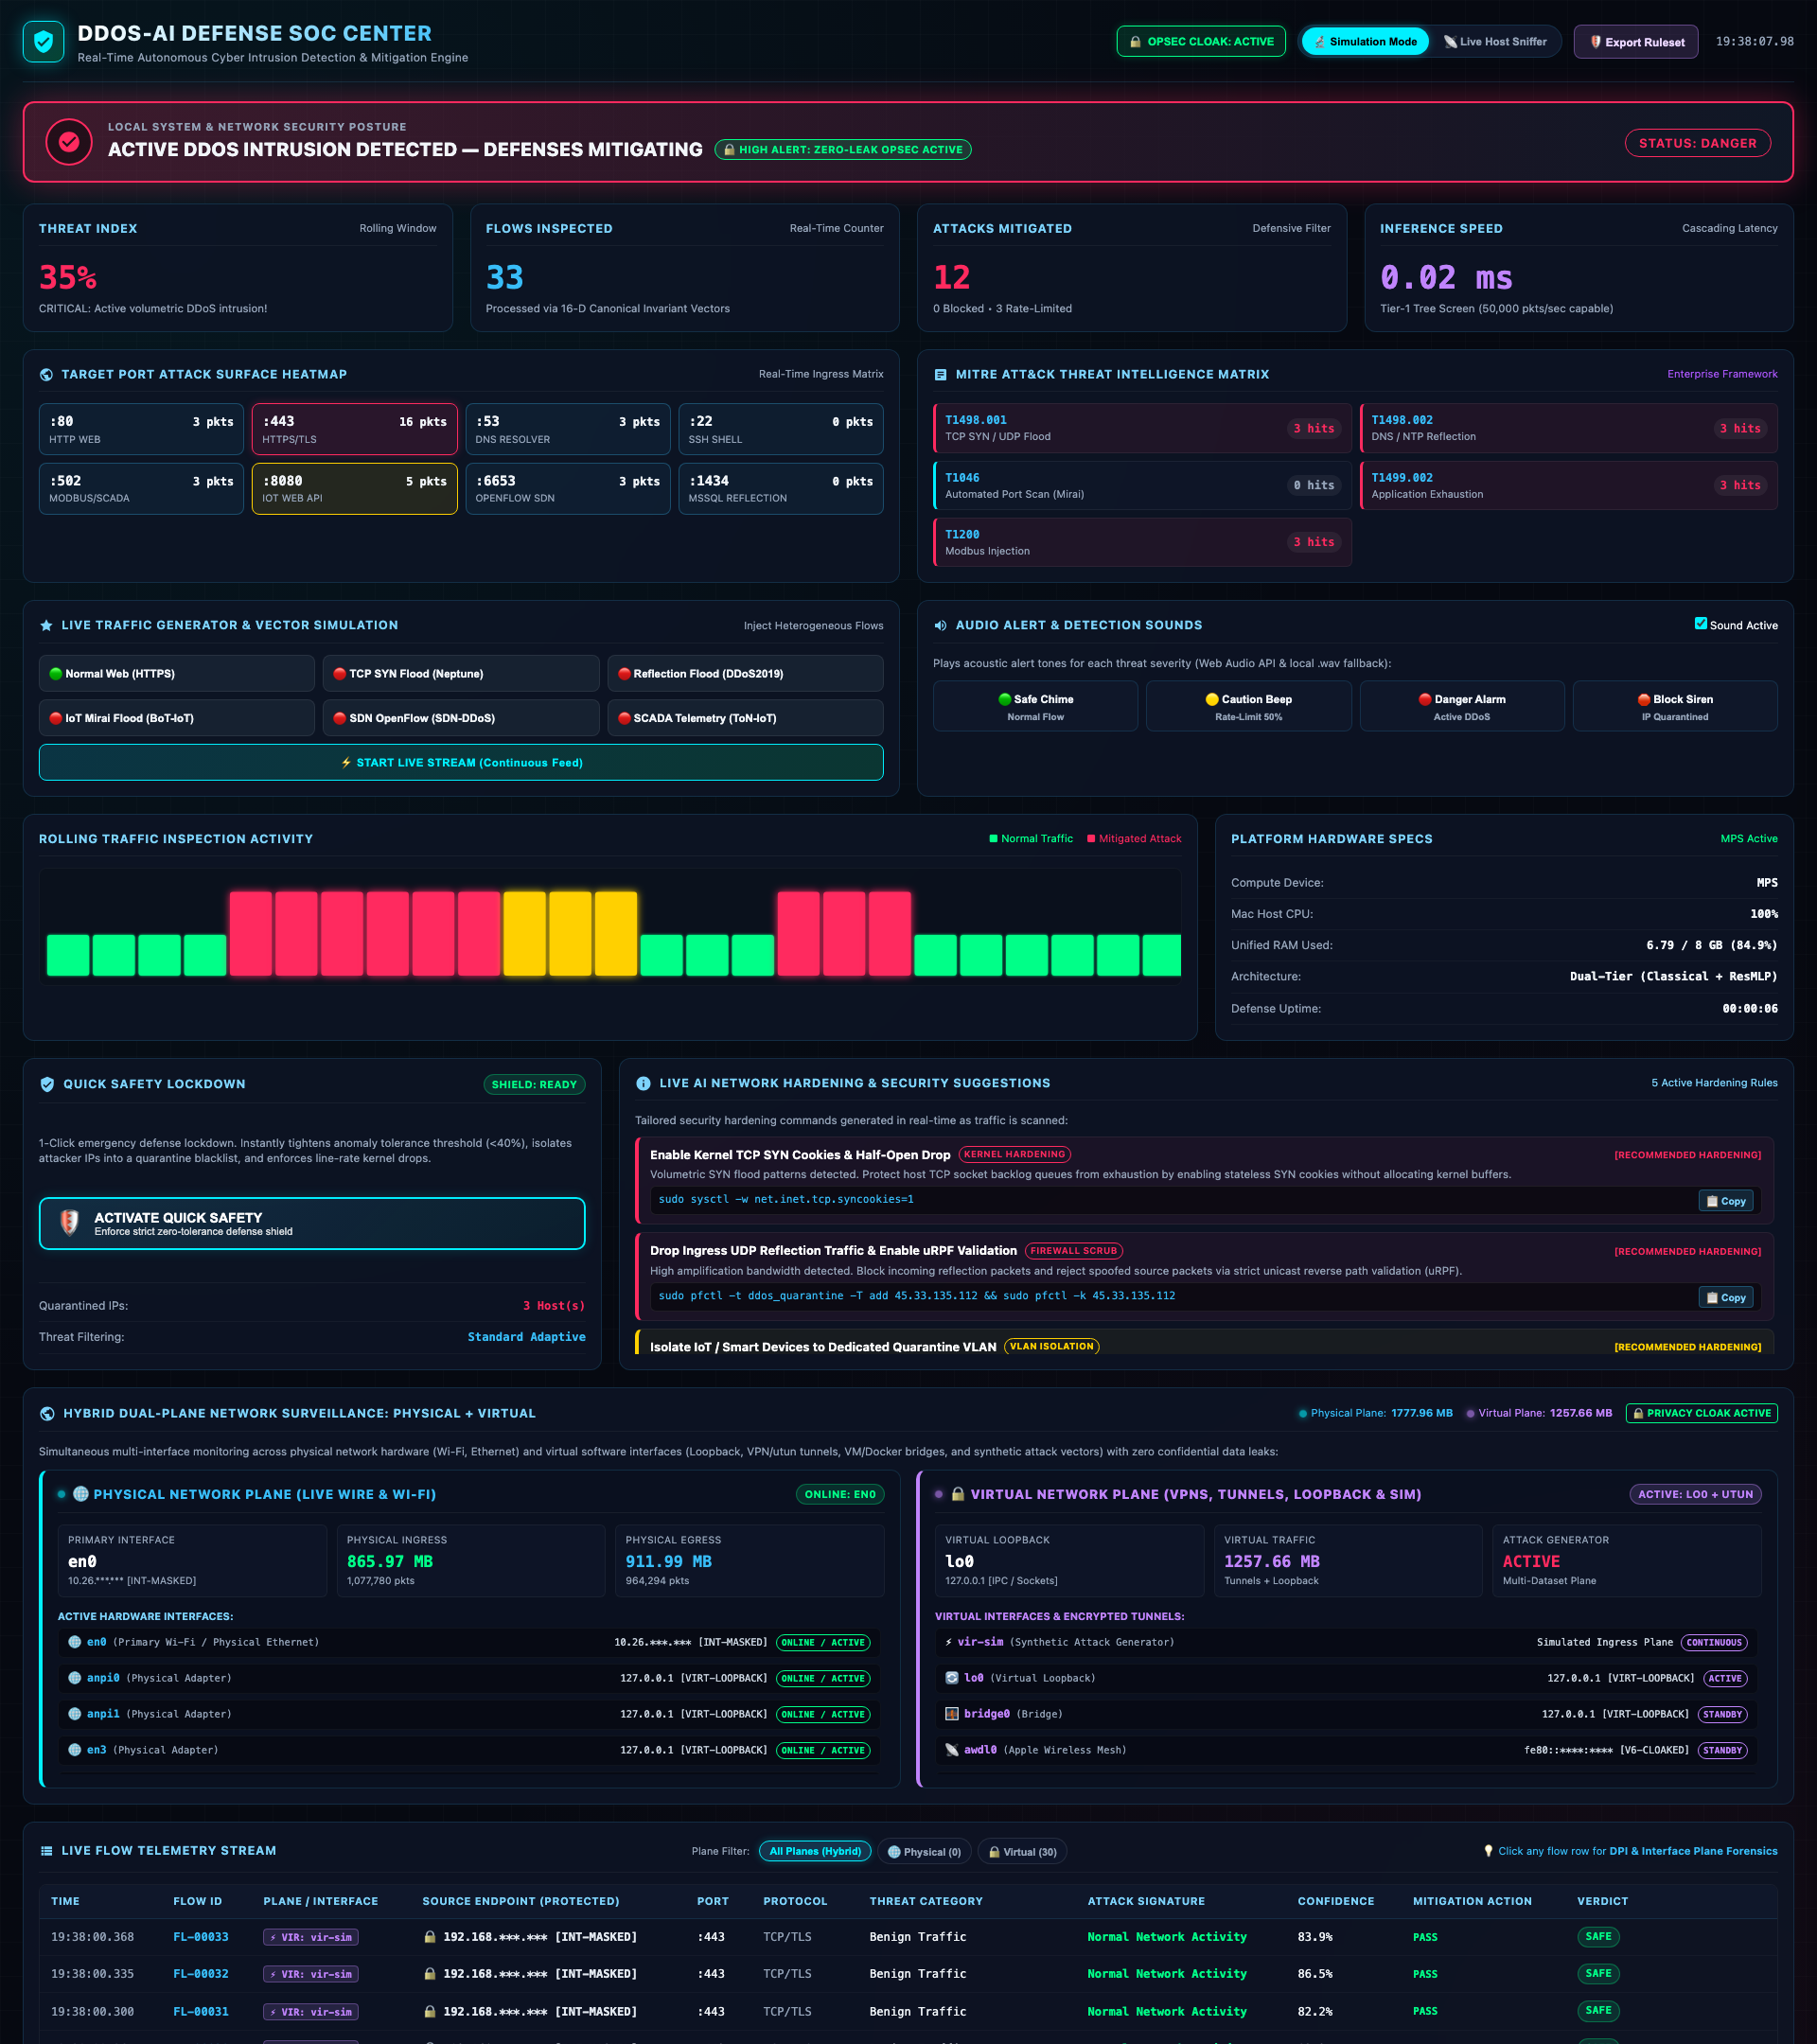 DDOS-AI DEFENSE SOC CENTER
Real-Time Autonomous Cyber Intrusion Detection & Mitigation Engine
OPSEC CLOAK: ACTIVE
Simulation Mode
Live Host Sniffer
Export Ruleset
19:38:07.98
LOCAL SYSTEM & NETWORK SECURITY POSTURE
ACTIVE DDOS INTRUSION DETECTED — DEFENSES MITIGATING
HIGH ALERT: ZERO-LEAK OPSEC ACTIVE
STATUS: DANGER
THREAT INDEX
Rolling Window
35%
CRITICAL: Active volumetric DDoS intrusion!
FLOWS INSPECTED
Real-Time Counter
33
Processed via 16-D Canonical Invariant Vectors
ATTACKS MITIGATED
Defensive Filter
12
0 Blocked • 3 Rate-Limited
INFERENCE SPEED
Cascading Latency
0.02 ms
Tier-1 Tree Screen (50,000 pkts/sec capable)
TARGET PORT ATTACK SURFACE HEATMAP
Real-Time Ingress Matrix
:80 3 pkts
HTTP WEB
:443 16 pkts
HTTPS/TLS
:53 3 pkts
DNS RESOLVER
:22 0 pkts
SSH SHELL
:502 3 pkts
MODBUS/SCADA
:8080 5 pkts
IOT WEB API
:6653 3 pkts
OPENFLOW SDN
:1434 0 pkts
MSSQL REFLECTION
MITRE ATT&CK THREAT INTELLIGENCE MATRIX
Enterprise Framework
T1498.001
TCP SYN / UDP Flood
3 hits
T1498.002
DNS / NTP Reflection
3 hits
T1046
Automated Port Scan (Mirai)
0 hits
T1499.002
Application Exhaustion
3 hits
T1200
Modbus Injection
3 hits
LIVE TRAFFIC GENERATOR & VECTOR SIMULATION
Inject Heterogeneous Flows
Normal Web (HTTPS)
TCP SYN Flood (Neptune)
Reflection Flood (DDoS2019)
IoT Mirai Flood (BoT-IoT)
SDN OpenFlow (SDN-DDoS)
SCADA Telemetry (ToN-IoT)
⚡ START LIVE STREAM (Continuous Feed)
AUDIO ALERT & DETECTION SOUNDS
Sound Active
Plays acoustic alert tones for each threat severity (Web Audio API & local .wav fallback):
Safe Chime
Normal Flow
Caution Beep
Rate-Limit 50%
Danger Alarm
Active DDoS
Block Siren
IP Quarantined
ROLLING TRAFFIC INSPECTION ACTIVITY
Normal Traffic
Mitigated Attack
PLATFORM HARDWARE SPECS
MPS Active
Compute Device: MPS
Mac Host CPU: 100%
Unified RAM Used: 6.79 / 8 GB (84.9%)
Architecture: Dual-Tier (Classical + ResMLP)
Defense Uptime: 00:00:06
QUICK SAFETY LOCKDOWN
SHIELD: READY
1-Click emergency defense lockdown. Instantly tightens anomaly tolerance threshold (<40%), isolates
attacker IPs into a quarantine blacklist, and enforces line-rate kernel drops.
ACTIVATE QUICK SAFETY
Enforce strict zero-tolerance defense shield
Quarantined IPs: 3 Host(s)
Threat Filtering: Standard Adaptive
LIVE AI NETWORK HARDENING & SECURITY SUGGESTIONS
5 Active Hardening Rules
Tailored security hardening commands generated in real-time as traffic is scanned:
Enable Kernel TCP SYN Cookies & Half-Open Drop KERNEL HARDENING [RECOMMENDED HARDENING]
Volumetric SYN flood patterns detected. Protect host TCP socket backlog queues from exhaustion by enabling stateless SYN cookies without allocating kernel buffers.
sudo sysctl -w net.inet.tcp.syncookies=1
Copy
Drop Ingress UDP Reflection Traffic & Enable uRPF Validation FIREWALL SCRUB [RECOMMENDED HARDENING]
High amplification bandwidth detected. Block incoming reflection packets and reject spoofed source packets via strict unicast reverse path validation (uRPF).
sudo pfctl -t ddos_quarantine -T add 45.33.135.112 && sudo pfctl -k 45.33.135.112
Copy
Isolate IoT / Smart Devices to Dedicated Quarantine VLAN VLAN ISOLATION [RECOMMENDED HARDENING]
HYBRID DUAL-PLANE NETWORK SURVEILLANCE: PHYSICAL + VIRTUAL
Physical Plane: 1777.96 MB
Virtual Plane: 1257.66 MB
PRIVACY CLOAK ACTIVE
Simultaneous multi-interface monitoring across physical network hardware (Wi-Fi, Ethernet) and virtual software interfaces (Loopback, VPN/utun tunnels, VM/Docker bridges, and synthetic attack vectors) with zero confidential data leaks:
PHYSICAL NETWORK PLANE (LIVE WIRE & WI-FI)
ONLINE: EN0
PRIMARY INTERFACE
en0
10.26.***.*** [INT-MASKED]
PHYSICAL INGRESS
865.97 MB
1,077,780 pkts
PHYSICAL EGRESS
911.99 MB
964,294 pkts
ACTIVE HARDWARE INTERFACES:
en0 (Primary Wi-Fi / Physical Ethernet) 10.26.***.*** [INT-MASKED] ONLINE / ACTIVE
anpi0 (Physical Adapter) 127.0.0.1 [VIRT-LOOPBACK] ONLINE / ACTIVE
anpi1 (Physical Adapter) 127.0.0.1 [VIRT-LOOPBACK] ONLINE / ACTIVE
en3 (Physical Adapter) 127.0.0.1 [VIRT-LOOPBACK] ONLINE / ACTIVE
VIRTUAL NETWORK PLANE (VPNS, TUNNELS, LOOPBACK & SIM)
ACTIVE: LO0 + UTUN
VIRTUAL LOOPBACK
lo0
127.0.0.1 [IPC / Sockets]
VIRTUAL TRAFFIC
1257.66 MB
Tunnels + Loopback
ATTACK GENERATOR
ACTIVE
Multi-Dataset Plane
VIRTUAL INTERFACES & ENCRYPTED TUNNELS:
⚡ vir-sim (Synthetic Attack Generator) Simulated Ingress Plane CONTINUOUS
lo0 (Virtual Loopback) 127.0.0.1 [VIRT-LOOPBACK] ACTIVE
bridge0 (Bridge) 127.0.0.1 [VIRT-LOOPBACK] STANDBY
awdl0 (Apple Wireless Mesh) fe80::****:**** [V6-CLOAKED] STANDBY
LIVE FLOW TELEMETRY STREAM
Plane Filter: All Planes (Hybrid) Physical (0) Virtual (30)
Click any flow row for DPI & Interface Plane Forensics
TIME FLOW ID PLANE / INTERFACE SOURCE ENDPOINT (PROTECTED) PORT PROTOCOL THREAT CATEGORY ATTACK SIGNATURE CONFIDENCE MITIGATION ACTION VERDICT
19:38:00.368 FL-00033 ⚡ VIR: vir-sim 192.168.***.*** [INT-MASKED] :443 TCP/TLS Benign Traffic Normal Network Activity 83.9% PASS SAFE
19:38:00.335 FL-00032 ⚡ VIR: vir-sim 192.168.***.*** [INT-MASKED] :443 TCP/TLS Benign Traffic Normal Network Activity 86.5% PASS SAFE
19:38:00.300 FL-00031 ⚡ VIR: vir-sim 192.168.***.*** [INT-MASKED] :443 TCP/TLS Benign Traffic Normal Network Activity 82.2% PASS SAFE